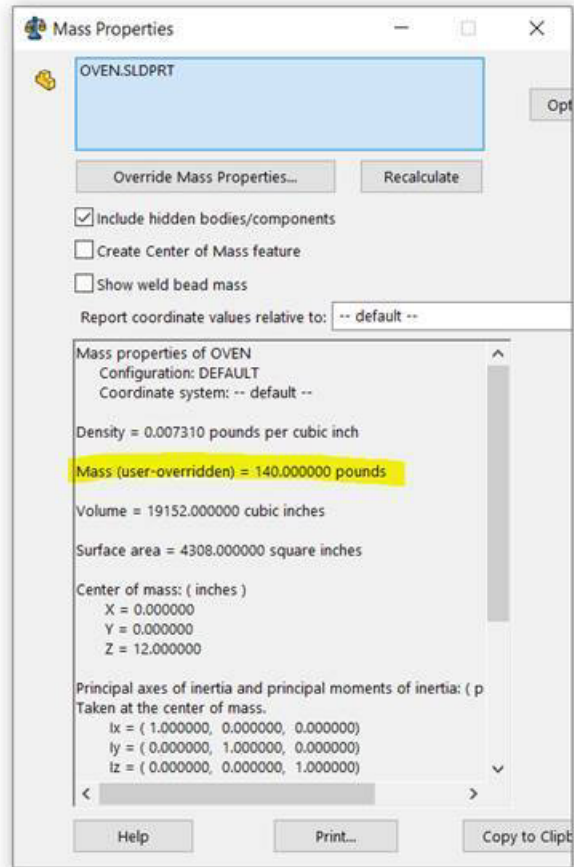 Mass Properties
OVEN.SLDPRT
Opt
Override Mass Properties...
Recalculate
Include hidden bodies/components
Create Center of Mass feature
Show weld bead mass
Report coordinate values relative to: -- default --
Mass properties of OVEN
Configuration: DEFAULT
Coordinate system: -- default --
Density = 0.007310 pounds per cubic inch
Mass (user-overridden) = 140.000000 pounds
Volume = 19152.000000 cubic inches
Surface area = 4308.000000 square inches
Center of mass: ( inches )
X = 0.000000
Y = 0.000000
Z = 12.000000
Principal axes of inertia and principal moments of inertia: ( p
Taken at the center of mass.
Ix = ( 1.000000, 0.000000, 0.000000)
Iy = ( 0.000000, 1.000000, 0.000000)
Iz = ( 0.000000, 0.000000, 1.000000)
Help
Print...
Copy to Clipb